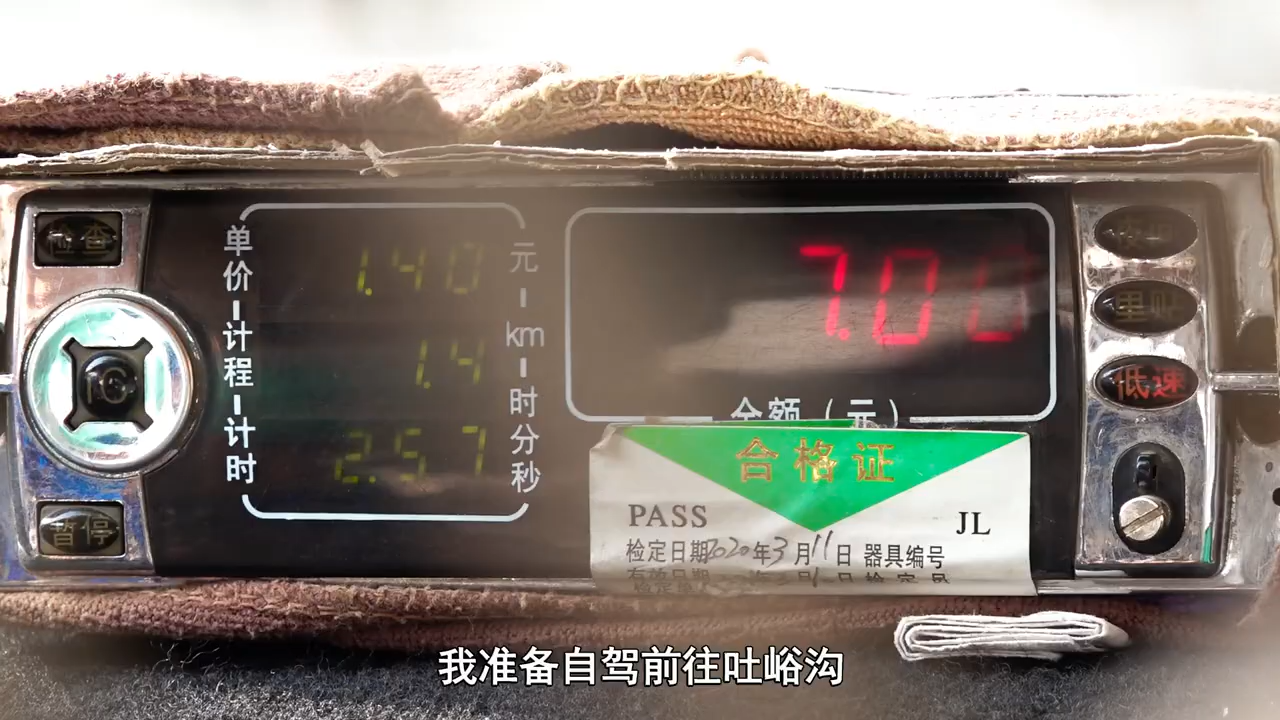 检查
单价
计程
计时
1.40
元
1.4
km
2.57
时分秒
7.00
金额（元）
里贴
低速
暂停
合格证
PASS
JL
检定日期2020年3月11日 器具编号
我准备自驾前往吐峪沟